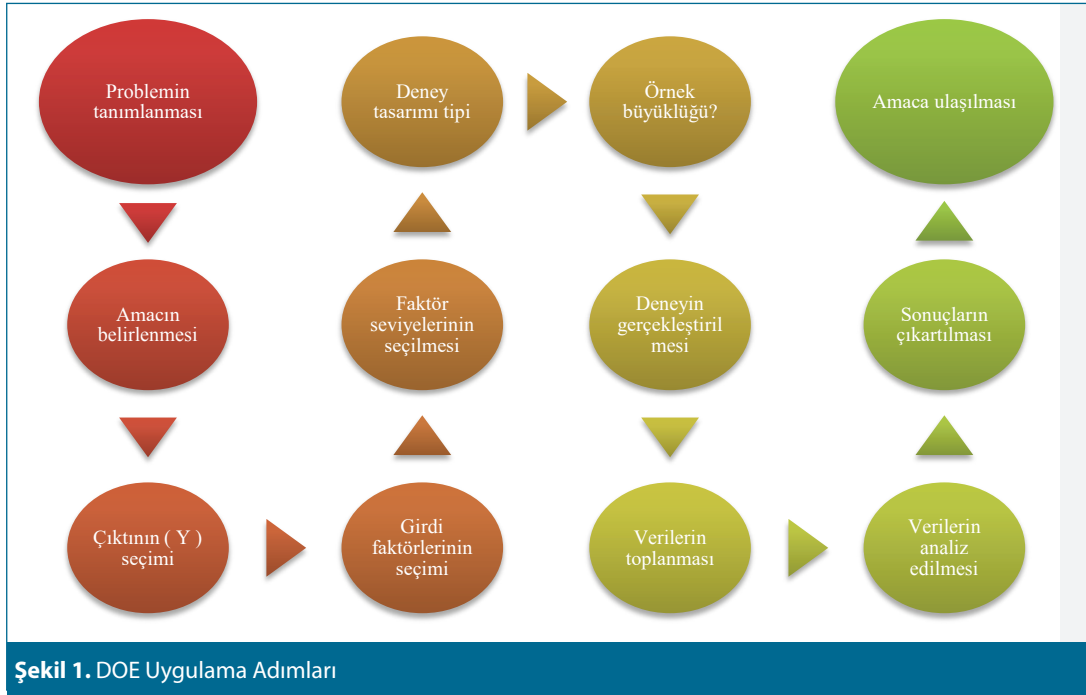 Problemin
tanımlanması
Amacın
belirlenmesi
Çıktının ( Y )
seçimi
Girdi
faktörlerinin
seçimi
Faktör
seviyelerinin
seçilmesi
Deney
tasarımı tipi
Örnek
büyüklüğü?
Deneyin
gerçekleştiril
mesi
Verilerin
toplanması
Verilerin
analiz
edilmesi
Sonuçların
çıkartılması
Amaca ulaşılması
Şekil 1. DOE Uygulama Adımları